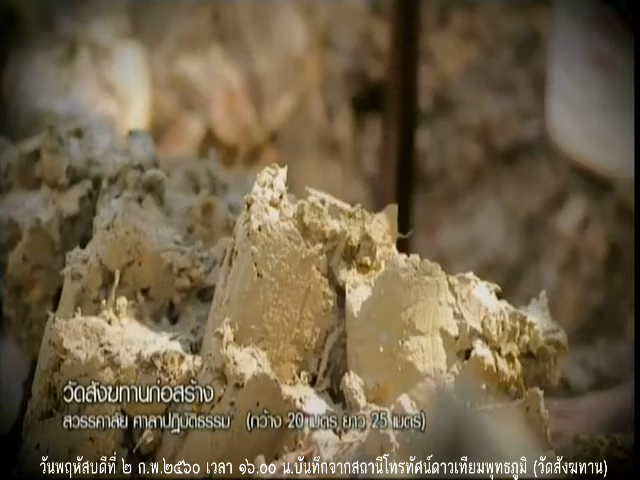 วัดสังฆทานก่อสร้าง
สวรรคาลัย ศาลาปฏิบัติธรรม (กว้าง 20 เมตร ยาว 25 เมตร)
วันพฤหัสบดีที่ ๒ ก.พ.๒๕๖๐ เวลา ๑๖.๐๐ น.บันทึกจากสถานีโทรทัศน์ดาวเทียมพุทธภูมิ (วัดสังฆทาน)